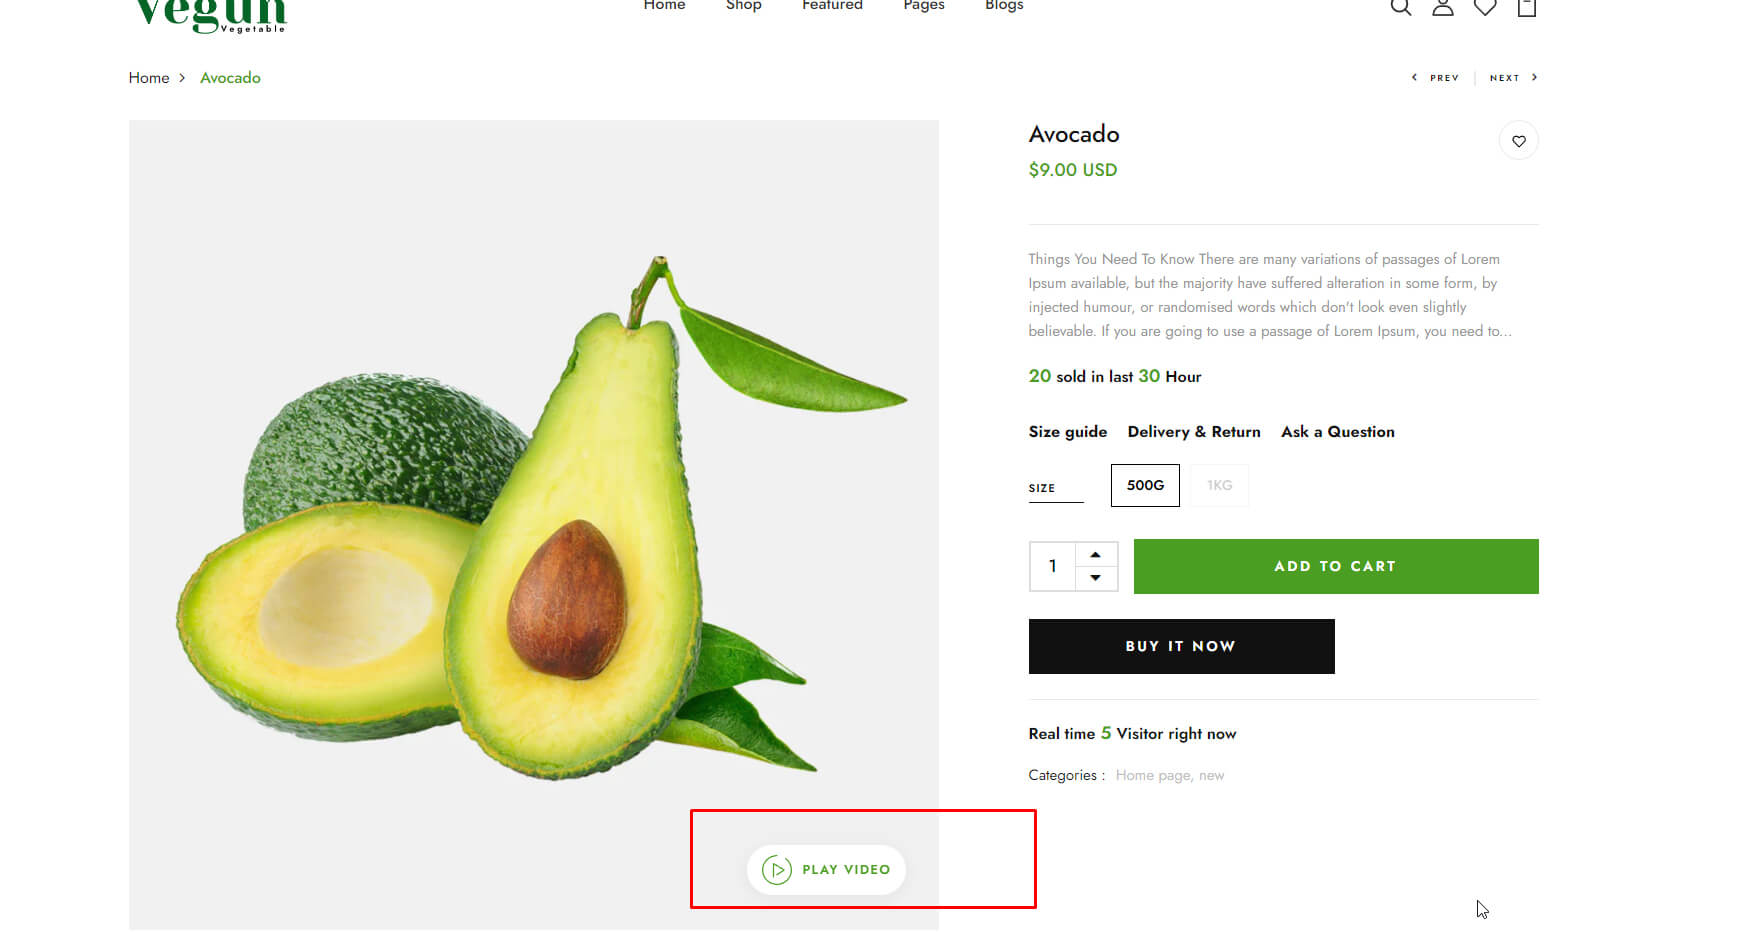 Vegun
Vegetable
Home Shop Featured Pages Blogs
Home > Avocado
< PREV | NEXT >
Avocado
$9.00 USD
Things You Need To Know There are many variations of passages of Lorem
Ipsum available, but the majority have suffered alteration in some form, by
injected humour, or randomised words which don't look even slightly
believable. If you are going to use a passage of Lorem Ipsum, you need to...
20 sold in last 30 Hour
Size guide Delivery & Return Ask a Question
SIZE 500G 1KG
1 ADD TO CART
BUY IT NOW
Real time 5 Visitor right now
Categories : Home page, new
PLAY VIDEO